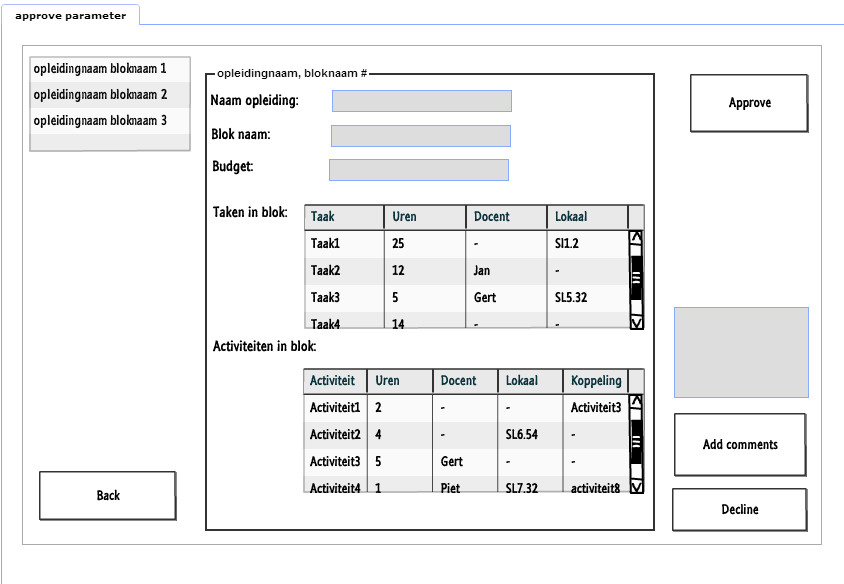 approve parameter
opleidingnaam bloknaam 1
opleidingnaam bloknaam 2
opleidingnaam bloknaam 3
opleidingnaam, bloknaam #
Naam opleiding:
Blok naam:
Budget:
Taken in blok:
Taak Uren Docent Lokaal
Taak1 25 - Sl1.2
Taak2 12 Jan -
Taak3 5 Gert SL5.32
Taak4 14 - -
Activiteiten in blok:
Activiteit Uren Docent Lokaal Koppeling
Activiteit1 2 - - Activiteit3
Activiteit2 4 - SL6.54 -
Activiteit3 5 Gert - -
Activiteit4 1 Piet SL7.32 activiteit8
Approve
Add comments
Decline
Back